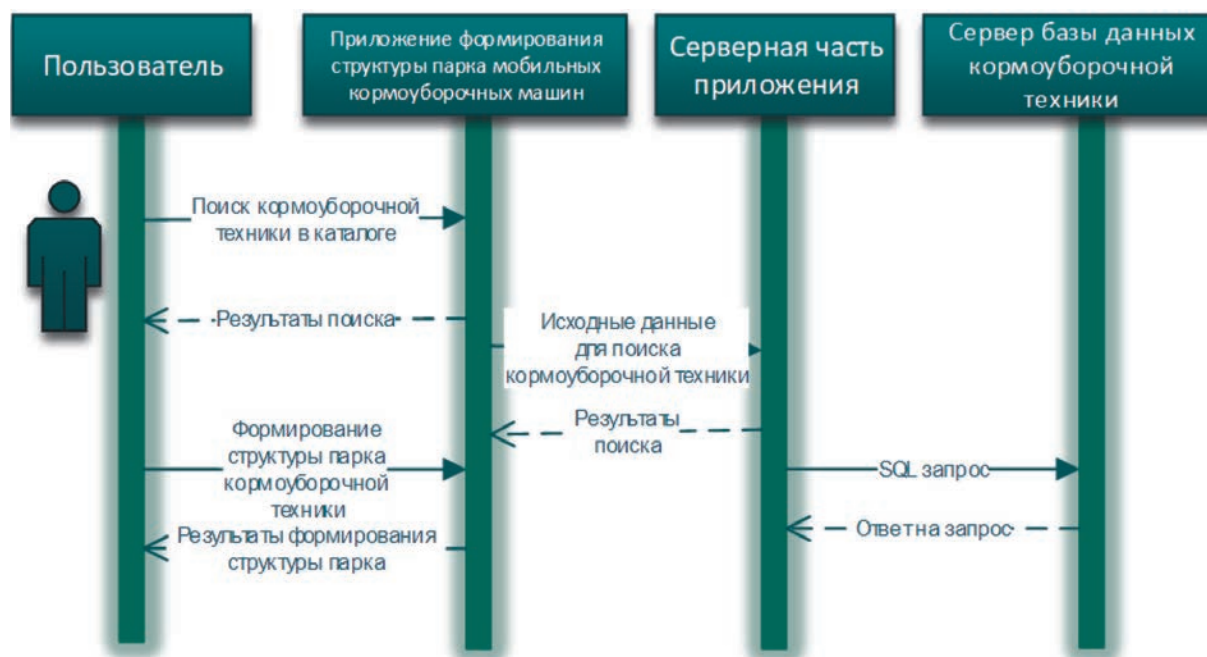 Пользователь
Приложение формирования
структуры парка мобильных
кормоуборочных машин
Серверная часть
приложения
Сервер базы данных
кормоуборочной
техники
Поиск кормоуборочной
техники в каталоге
Результаты поиска
Исходные данные
для поиска
кормоуборочной техники
Результаты
поиска
Формирование
структуры парка
кормоуборочной
техники
SQL запрос
Ответ на запрос
Результаты формирования
структуры парка